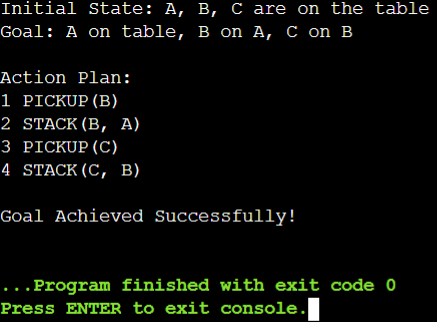 Initial State: A, B, C are on the table
Goal: A on table, B on A, C on B
Action Plan:
1 PICKUP(B)
2 STACK(B, A)
3 PICKUP(C)
4 STACK(C, B)
Goal Achieved Successfully!
...Program finished with exit code 0
Press ENTER to exit console.